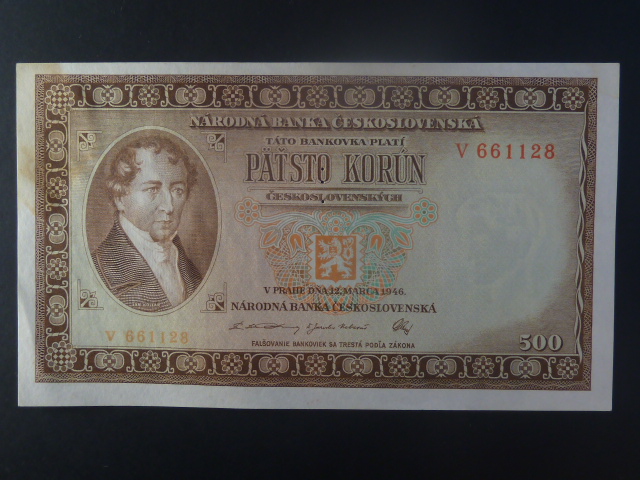 NÁRODNÁ BANKA ČESKOSLOVENSKÁ
TÁTO BANKOVKA PLATÍ
PÄŤSTO KORÚN
V 661128
ČESKOSLOVENSKÝCH
V PRAHE DŇA 12. MARCA 1946.
NÁRODNÁ BANKA ČESKOSLOVENSKÁ
V 661128
500
FALŠOVANIE BANKOVIEK SA TRESTÁ PODĽA ZÁKONA